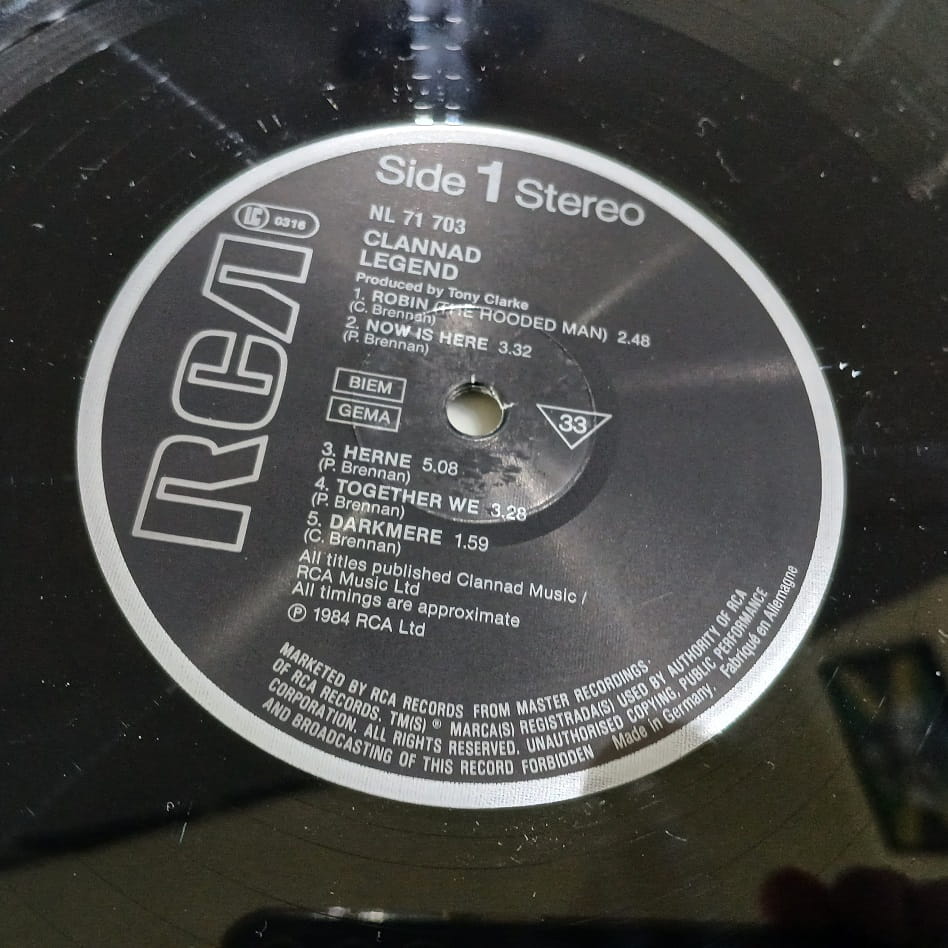 Side 1 Stereo
LC 0316
RCA
NL 71 703
CLANNAD
LEGEND
Produced by Tony Clarke
1. ROBIN (THE HOODED MAN) 2.48
(C. Brennan)
2. NOW IS HERE 3.32
(P. Brennan)
BIEM
GEMA
33
3. HERNE 5.08
(P. Brennan)
4. TOGETHER WE 3.28
(P. Brennan)
5. DARKMERE 1.59
(C. Brennan)
All titles published Clannad Music /
RCA Music Ltd
All timings are approximate
℗ 1984 RCA Ltd
MARKETED BY RCA RECORDS FROM MASTER RECORDINGS.
OF RCA RECORDS. TM(S) ® MARCA(S) REGISTRADA(S) USED BY AUTHORITY OF RCA
CORPORATION. ALL RIGHTS RESERVED. UNAUTHORISED COPYING, PUBLIC PERFORMANCE
AND BROADCASTING OF THIS RECORD FORBIDDEN Made in Germany. Fabriqué en Allemagne